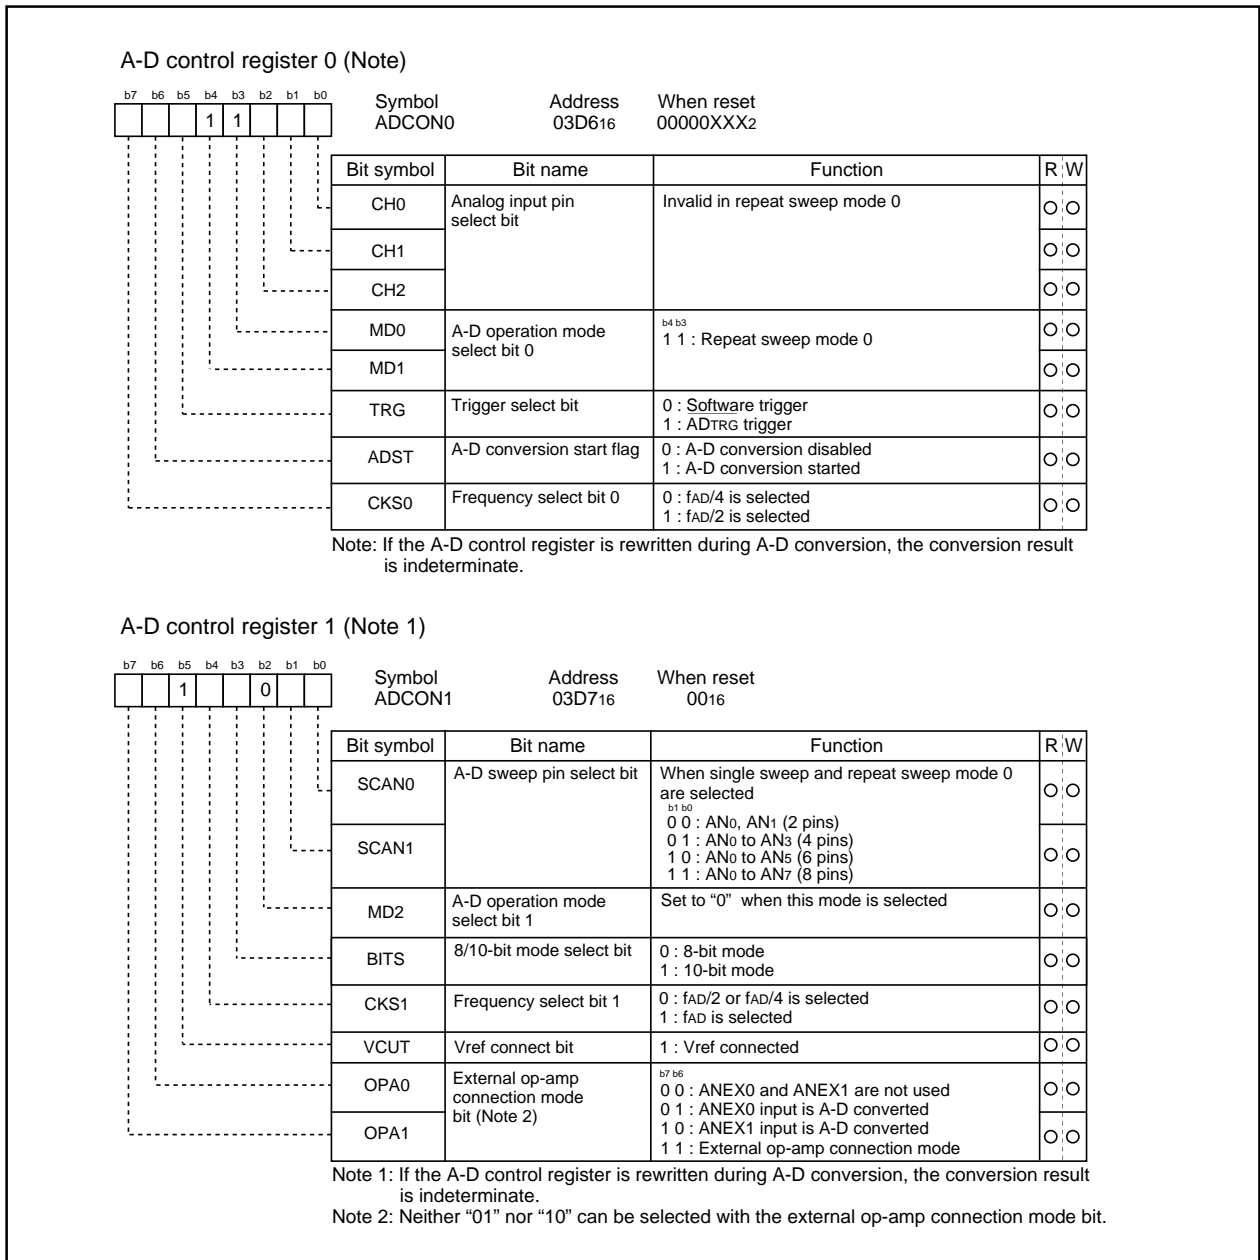 A-D control register 0 (Note)
b7 b6 b5 b4 b3 b2 b1 b0
1 1
Symbol Address When reset
ADCON0 03D616 00000XXX2
Bit symbol Bit name Function R W
CH0 Analog input pin select bit Invalid in repeat sweep mode 0
CH1
CH2
MD0 A-D operation mode select bit 0
b4 b3
1 1 : Repeat sweep mode 0
MD1
TRG Trigger select bit 0 : Software trigger
1 : ADTRG trigger
ADST A-D conversion start flag 0 : A-D conversion disabled
1 : A-D conversion started
CKS0 Frequency select bit 0 0 : fAD/4 is selected
1 : fAD/2 is selected
Note: If the A-D control register is rewritten during A-D conversion, the conversion result
is indeterminate.
A-D control register 1 (Note 1)
b7 b6 b5 b4 b3 b2 b1 b0
1 0
Symbol Address When reset
ADCON1 03D716 0016
Bit symbol Bit name Function R W
SCAN0 A-D sweep pin select bit When single sweep and repeat sweep mode 0
are selected
b1 b0
0 0 : AN0, AN1 (2 pins)
0 1 : AN0 to AN3 (4 pins)
SCAN1
1 0 : AN0 to AN5 (6 pins)
1 1 : AN0 to AN7 (8 pins)
MD2 A-D operation mode select bit 1 Set to “0” when this mode is selected
BITS 8/10-bit mode select bit 0 : 8-bit mode
1 : 10-bit mode
CKS1 Frequency select bit 1 0 : fAD/2 or fAD/4 is selected
1 : fAD is selected
VCUT Vref connect bit 1 : Vref connected
OPA0 External op-amp connection mode bit (Note 2)
b7 b6
0 0 : ANEX0 and ANEX1 are not used
0 1 : ANEX0 input is A-D converted
OPA1
1 0 : ANEX1 input is A-D converted
1 1 : External op-amp connection mode
Note 1: If the A-D control register is rewritten during A-D conversion, the conversion result
is indeterminate.
Note 2: Neither “01” nor “10” can be selected with the external op-amp connection mode bit.